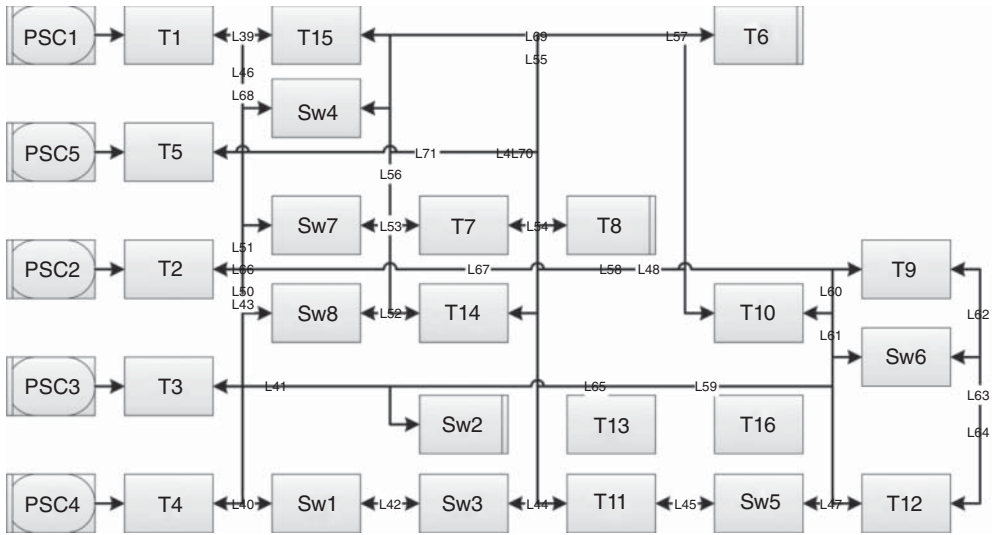 PSC1 T1 L39 T15 L69 L57 T6
L55
L46
L68
Sw4
PSC5 T5 L71 L4L70
L56
Sw7 L53 T7 L54 T8
L51
PSC2 T2 L66 L67 L58 L48 T9
L50 L60
L43
Sw8 L52 T14 T10 L62
L61
Sw6
PSC3 T3 L41 L65 L59
L63
Sw2 T13 T16 L64
PSC4 T4 L40 Sw1 L42 Sw3 L44 T11 L45 Sw5 L47 T12